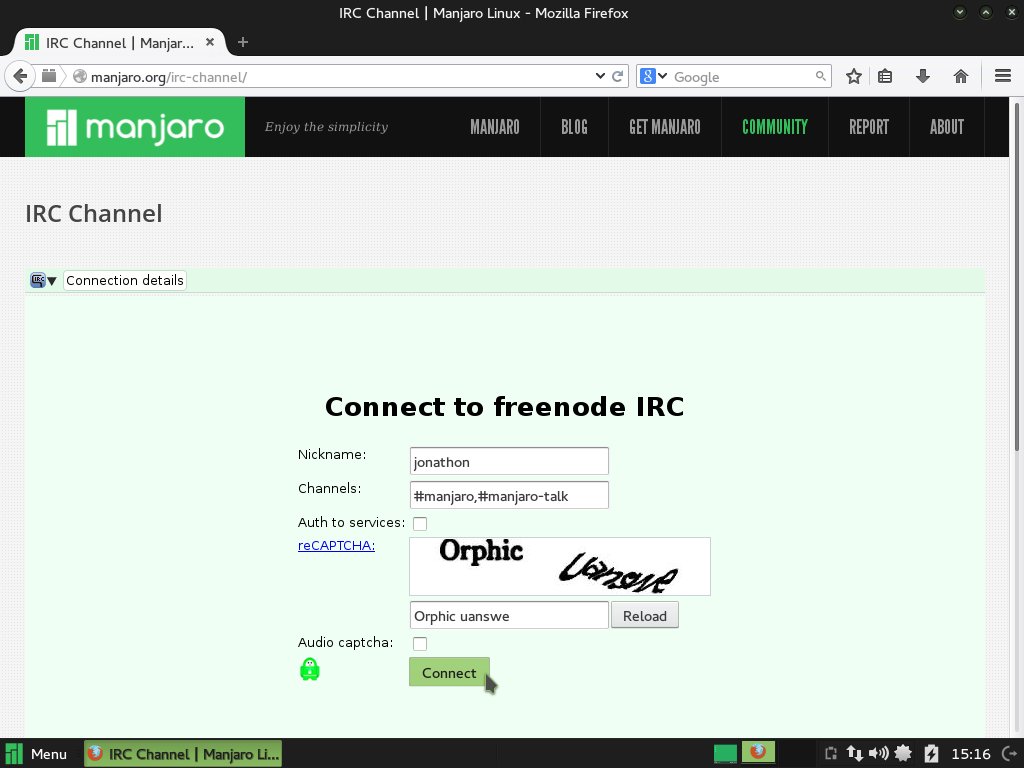 IRC Channel | Manjaro Linux - Mozilla Firefox
IRC Channel | Manjar...
manjaro.org/irc-channel/
Google
manjaro
Enjoy the simplicity
MANJARO
BLOG
GET MANJARO
COMMUNITY
REPORT
ABOUT
IRC Channel
IRC
Connection details
Connect to freenode IRC
Nickname:
jonathon
Channels:
#manjaro,#manjaro-talk
Auth to services:
reCAPTCHA:
Orphic
Orphic uanswe
Reload
Audio captcha:
Connect
Menu
IRC Channel | Manjaro Li...
15:16